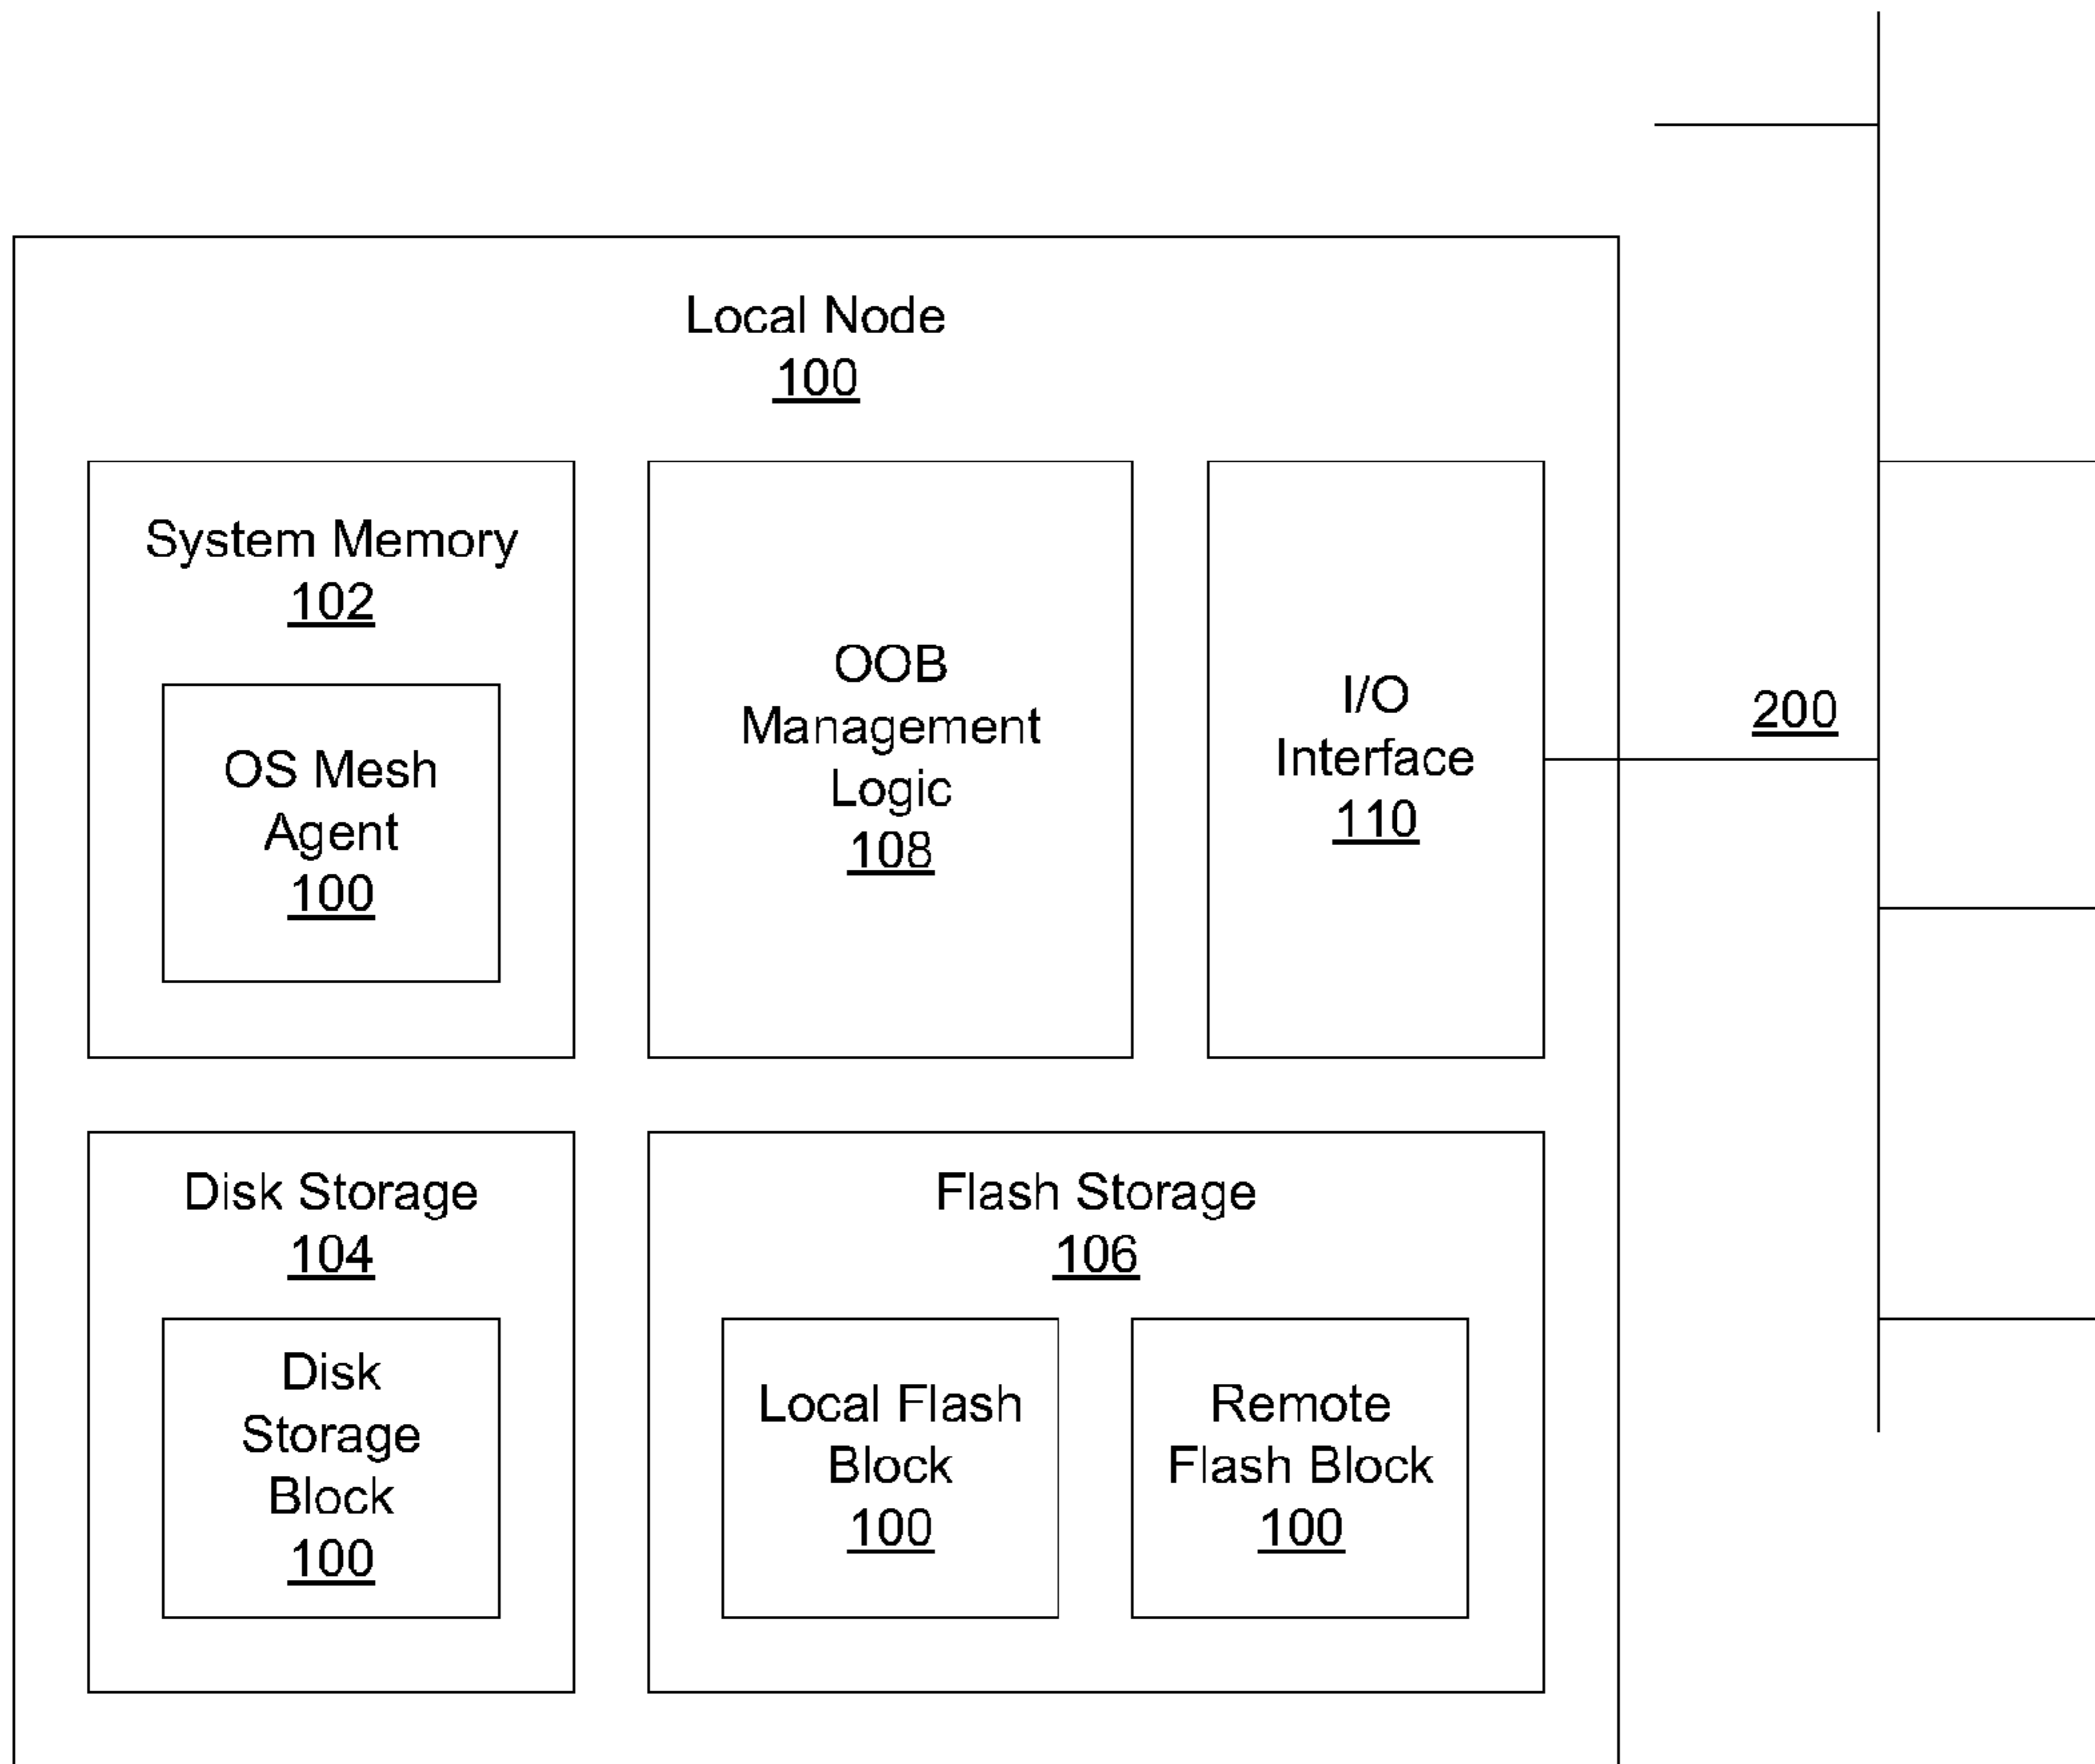 Local Node
100
System Memory
102
OS Mesh
Agent
100
OOB
Management
Logic
108
I/O
Interface
110
200
Disk Storage
104
Disk
Storage
Block
100
Flash Storage
106
Local Flash
Block
100
Remote
Flash Block
100